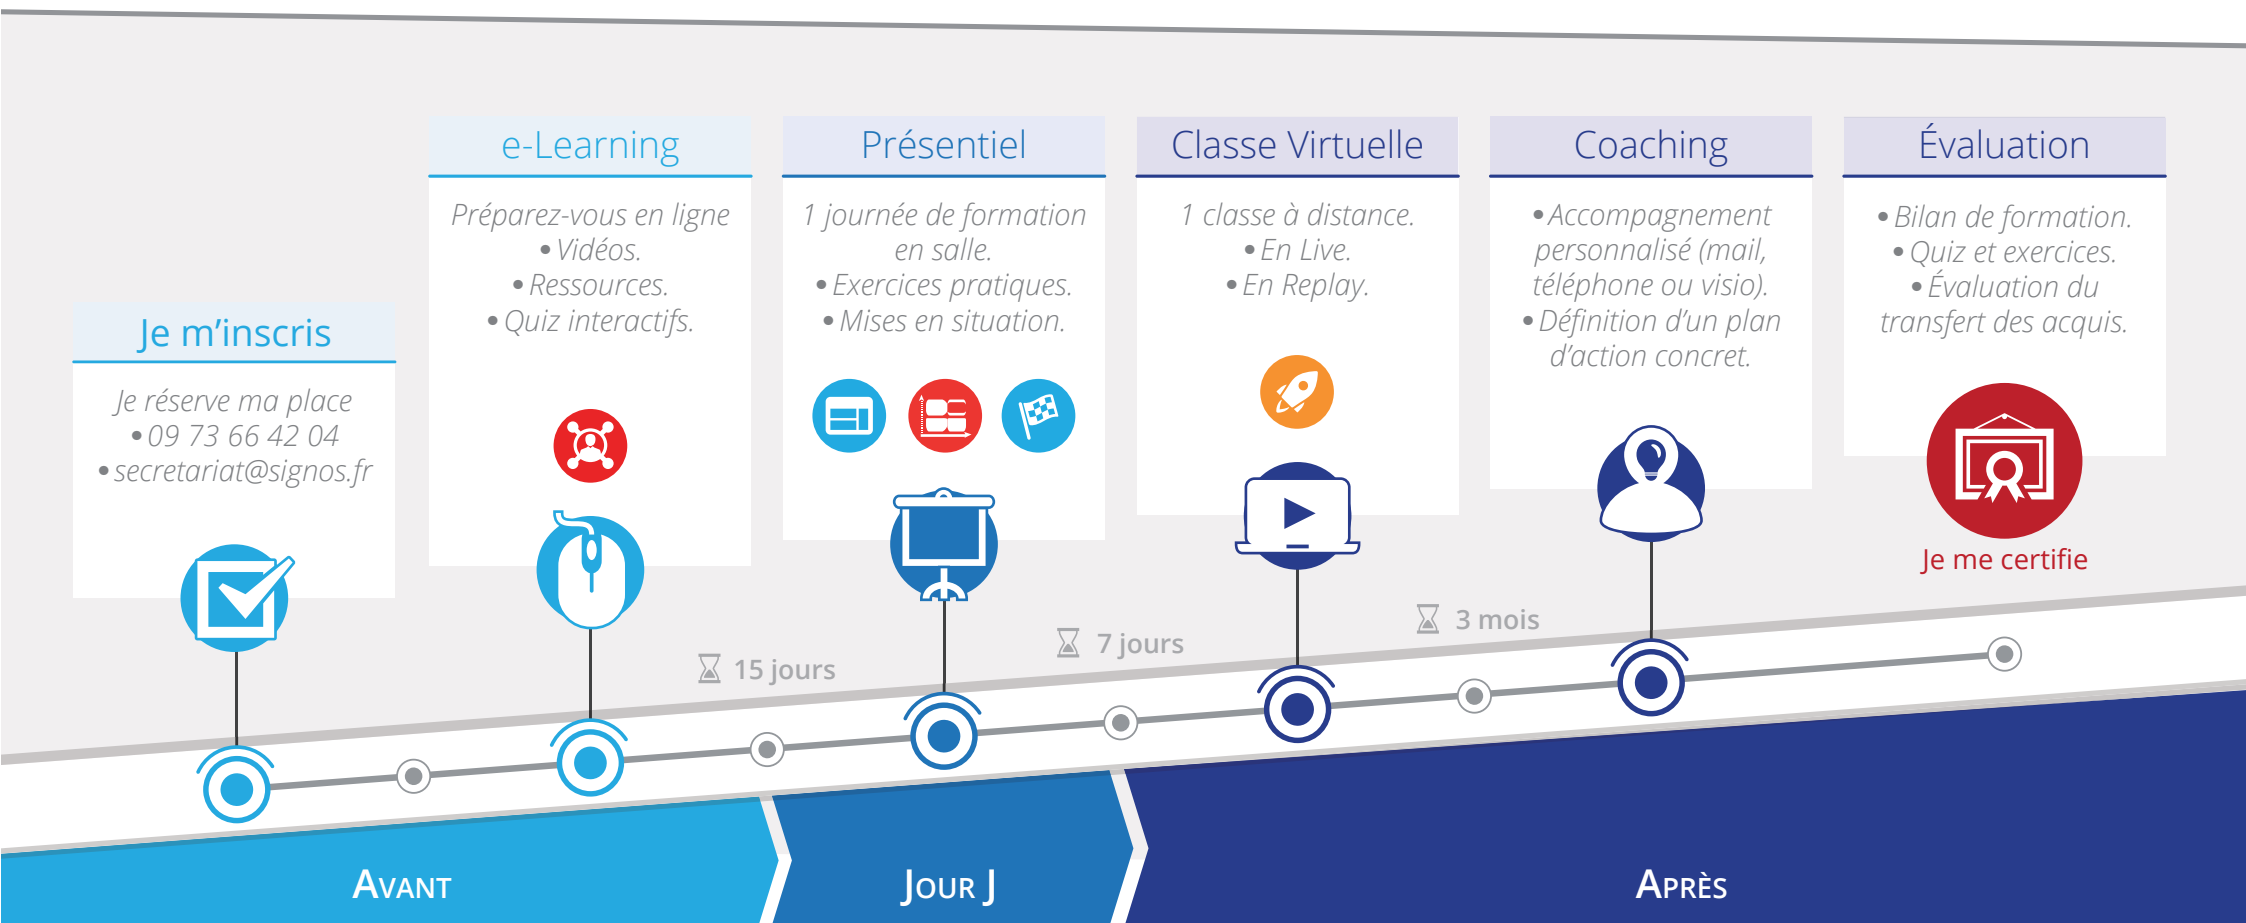 Je m’inscris
Je réserve ma place
• 09 73 66 42 04
• secretariat@signos.fr
e-Learning
Préparez-vous en ligne
• Vidéos.
• Ressources.
• Quiz interactifs.
Présentiel
1 journée de formation
en salle.
• Exercices pratiques.
• Mises en situation.
Classe Virtuelle
1 classe à distance.
• En Live.
• En Replay.
Coaching
• Accompagnement
personnalisé (mail,
téléphone ou visio).
• Définition d’un plan
d’action concret.
Évaluation
• Bilan de formation.
• Quiz et exercices.
• Évaluation du
transfert des acquis.
Je me certifie
15 jours
7 jours
3 mois
Avant
Jour J
Après